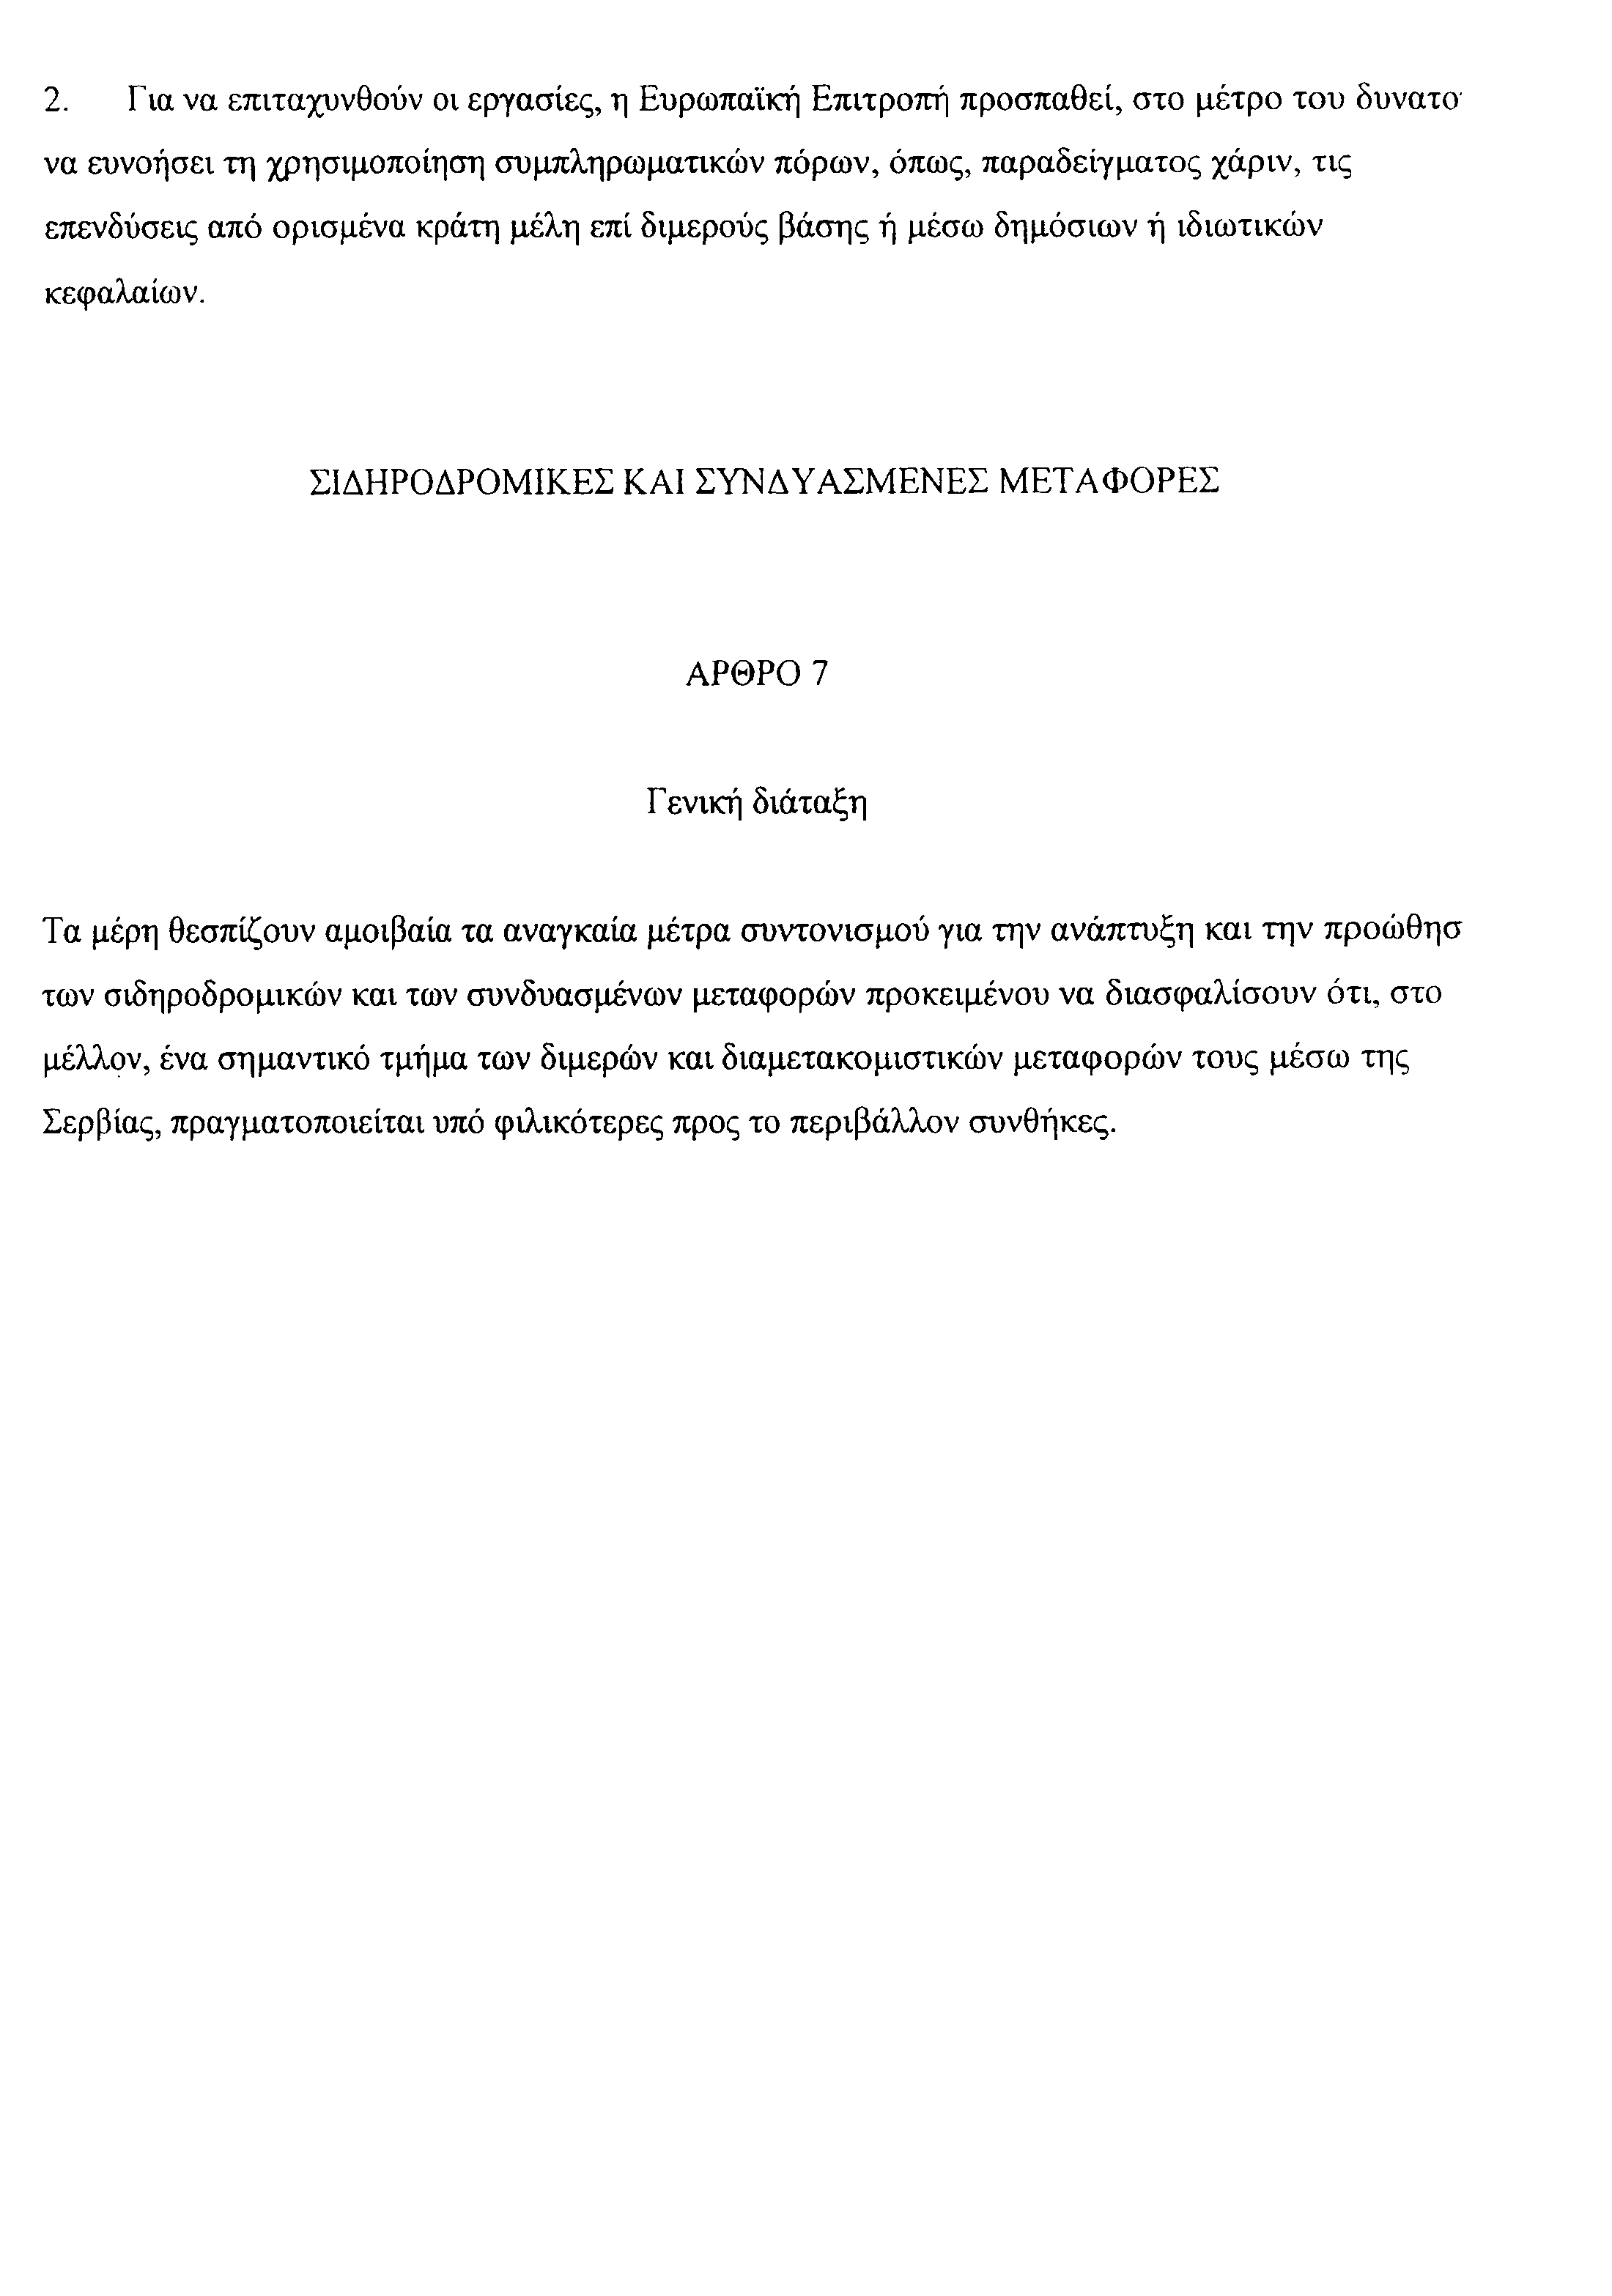 2. Για να επιταχυνθούν οι εργασίες, η Ευρωπαϊκή Επιτροπή προσπαθεί, στο μέτρο του δυνατο
να ευνοήσει τη χρησιμοποίηση συμπληρωματικών πόρων, όπως, παραδείγματος χάριν, τις
επενδύσεις από ορισμένα κράτη μέλη επί διμερούς βάσης ή μέσω δημόσιων ή ιδιωτικών
κεφαλαίων.
ΣΙΔΗΡΟΔΡΟΜΙΚΕΣ ΚΑΙ ΣΥΝΔΥΑΣΜΕΝΕΣ ΜΕΤΑΦΟΡΕΣ
ΑΡΘΡΟ 7
Γενική διάταξη
Τα μέρη θεσπίζουν αμοιβαία τα αναγκαία μέτρα συντονισμού για την ανάπτυξη και την προώθησ
των σιδηροδρομικών και των συνδυασμένων μεταφορών προκειμένου να διασφαλίσουν ότι, στο
μέλλον, ένα σημαντικό τμήμα των διμερών και διαμετακομιστικών μεταφορών τους μέσω της
Σερβίας, πραγματοποιείται υπό φιλικότερες προς το περιβάλλον συνθήκες.